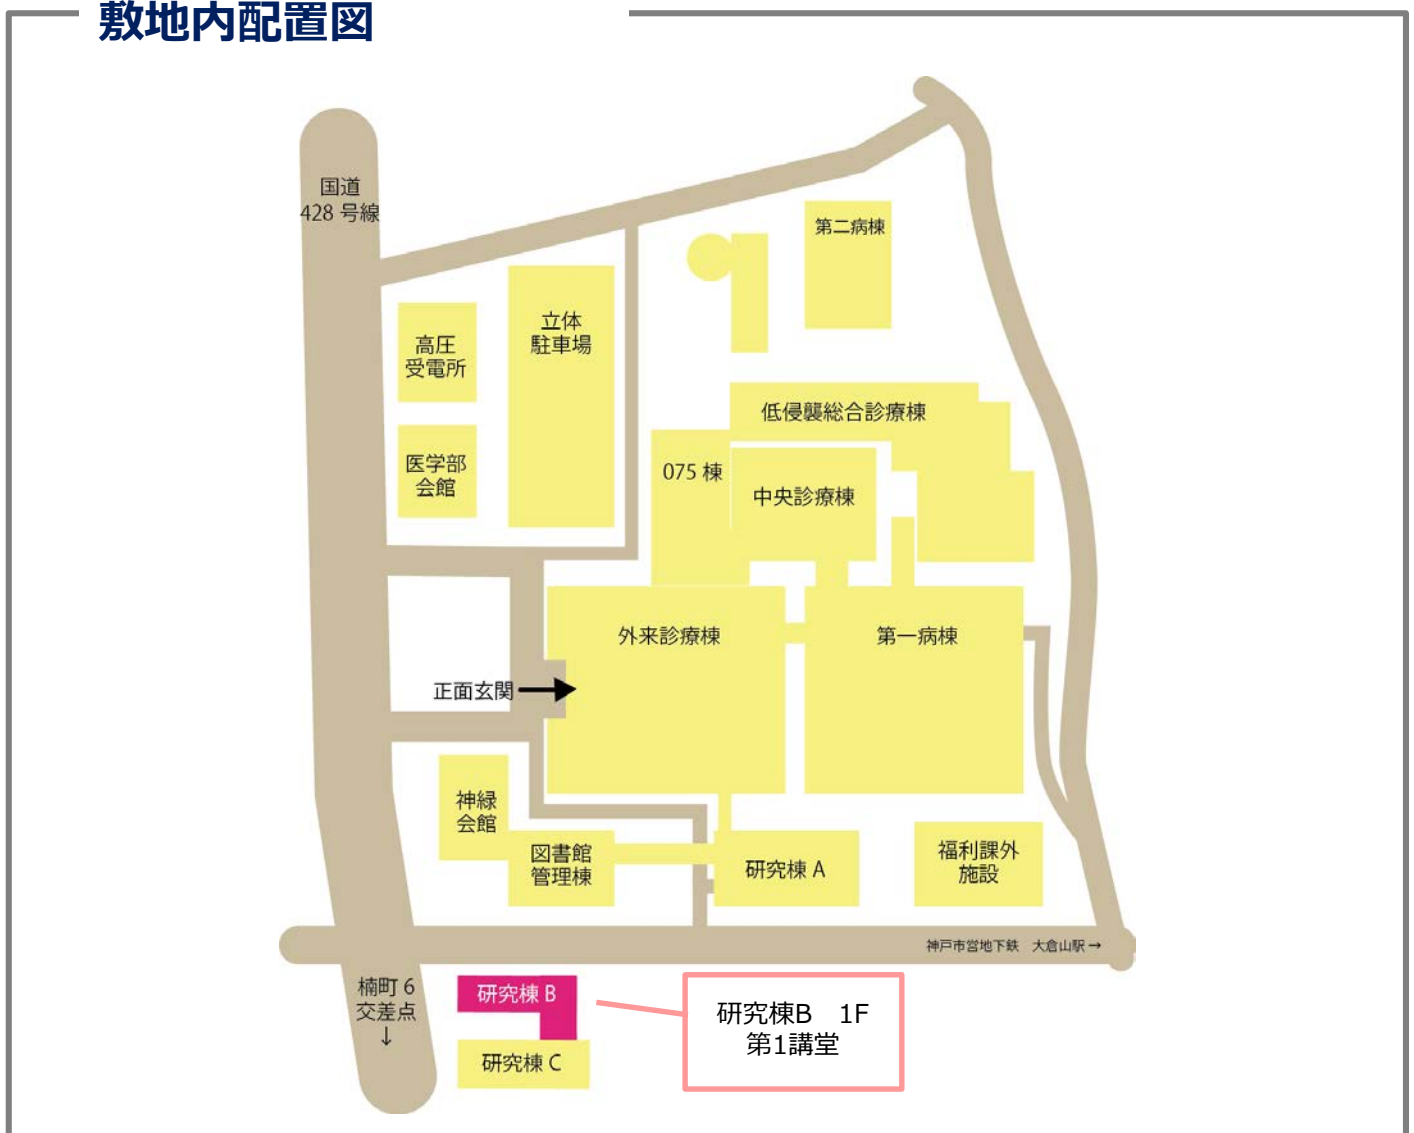 敷地内配置図
国道
428 号線
第二病棟
立体
駐車場
高圧
受電所
低侵襲総合診療棟
医学部
会館
075 棟
中央診療棟
外来診療棟
第一病棟
正面玄関
神緑
会館
図書館
管理棟
研究棟 A
福利課外
施設
神戸市営地下鉄 大倉山駅→
楠町 6
交差点
↓
研究棟 B
研究棟B 1F
第1講堂
研究棟 C